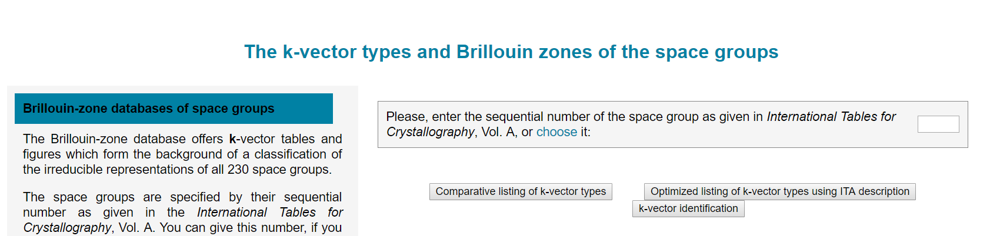 The k-vector types and Brillouin zones of the space groups
Brillouin-zone databases of space groups
The Brillouin-zone database offers k-vector tables and
figures which form the background of a classification of
the irreducible representations of all 230 space groups.
The space groups are specified by their sequential
number as given in the International Tables for
Crystallography, Vol. A. You can give this number, if you
Please, enter the sequential number of the space group as given in International Tables for
Crystallography, Vol. A, or choose it:
Comparative listing of k-vector types
Optimized listing of k-vector types using ITA description
k-vector identification